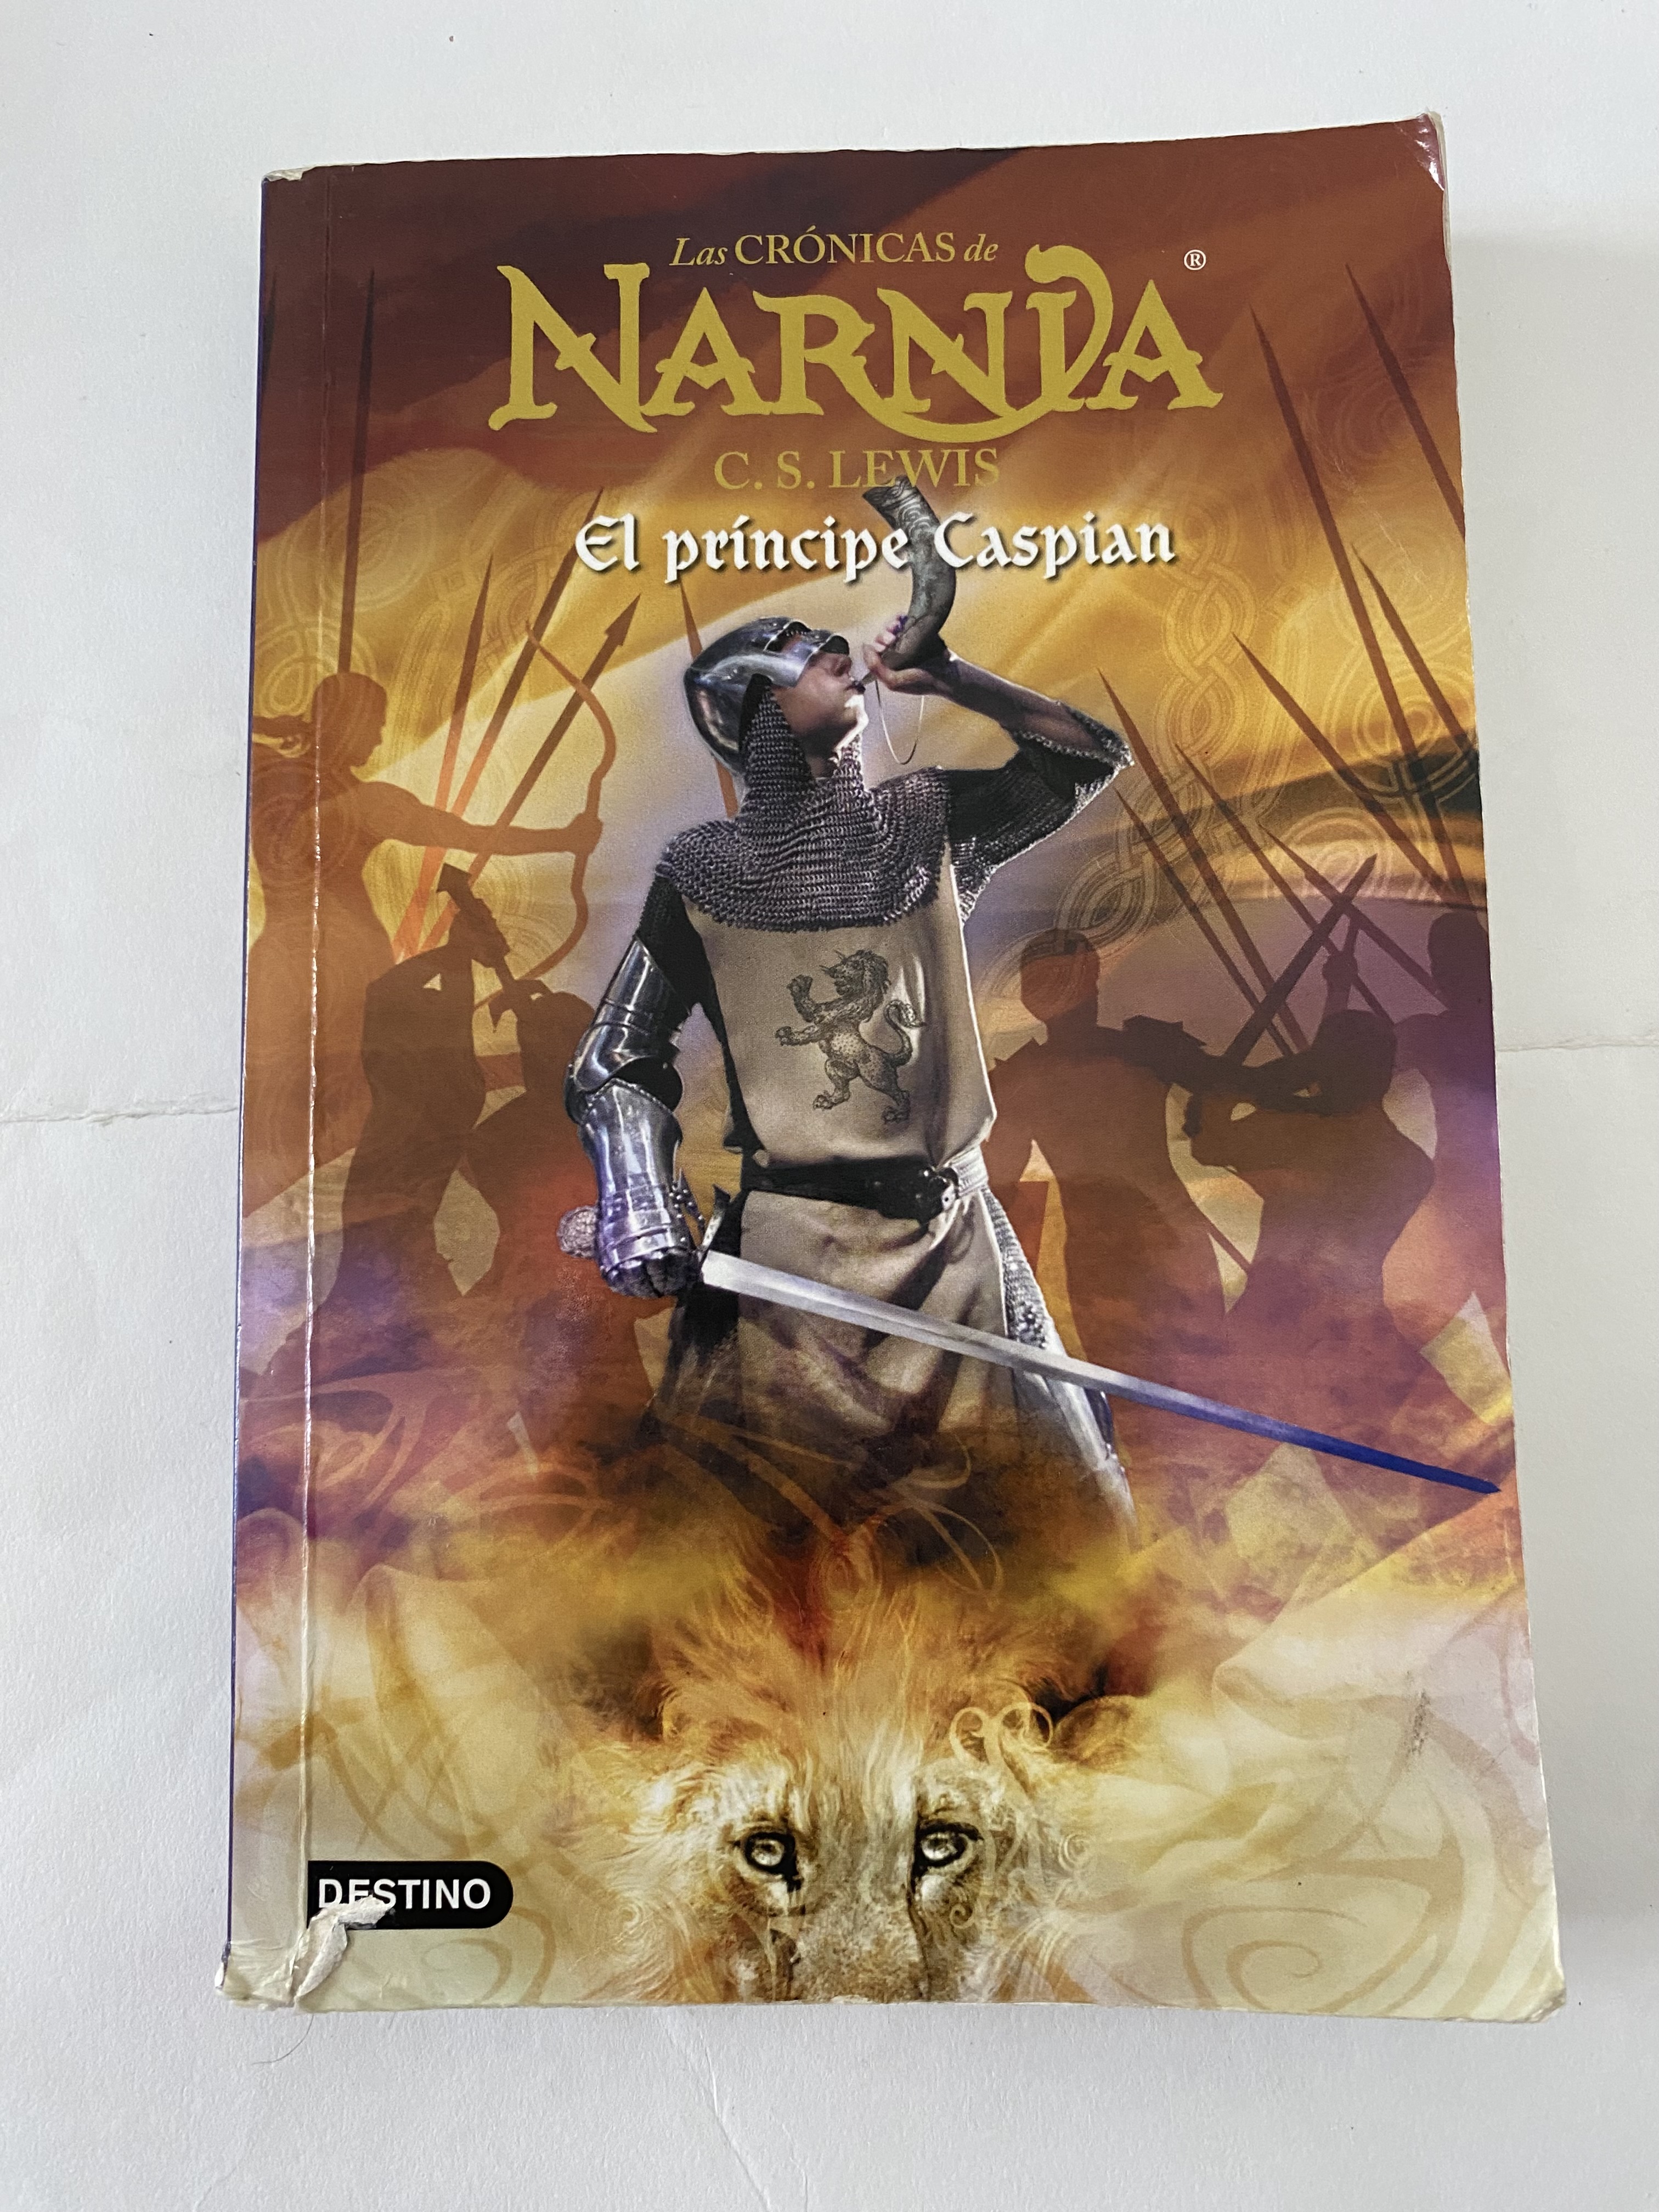 Las CRÓNICAS de
NARNIA®
C. S. LEWIS
El príncipe Caspian
DESTINO